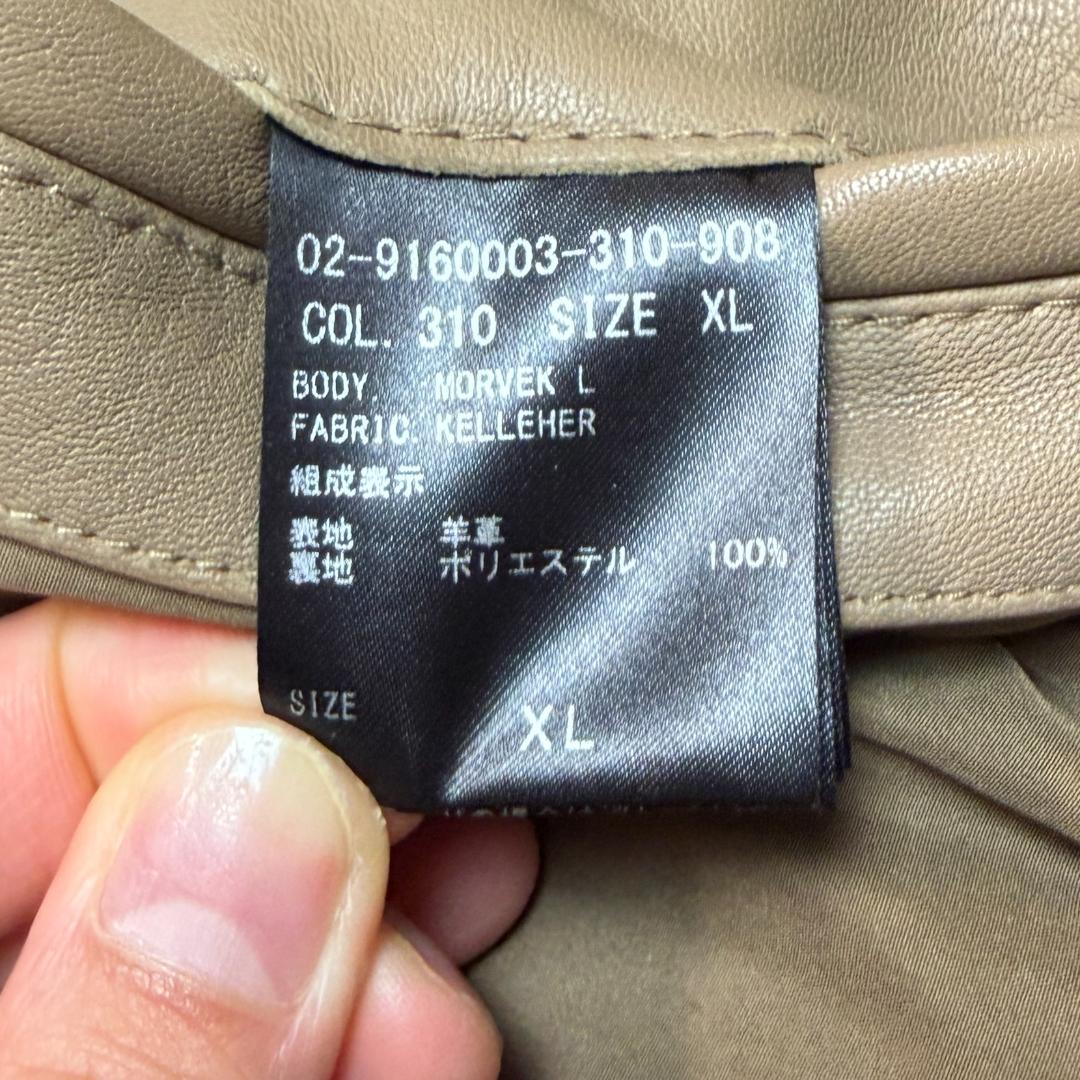 02-9160003-310-908
COL. 310 SIZE XL
BODY. MORVEK L
FABRIC. KELLEHER
組成表示
表地 羊革
裏地 ポリエステル 100%
SIZE XL